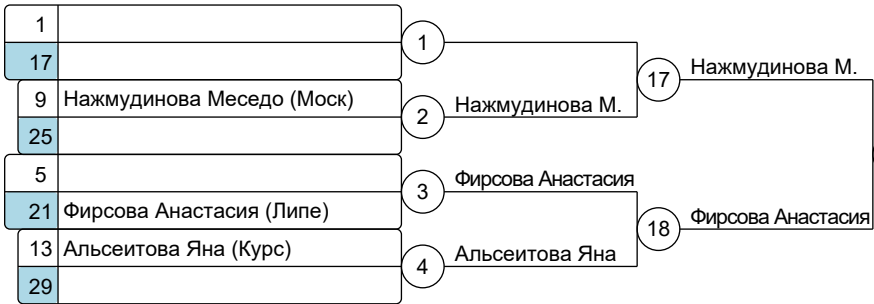 1
17
1
9 Нажмудинова Меседо (Моск)
25
2
Нажмудинова М.
17
Нажмудинова М.
5
21 Фирсова Анастасия (Липе)
3
Фирсова Анастасия
13 Альсеитова Яна (Курс)
29
4
Альсеитова Яна
18
Фирсова Анастасия